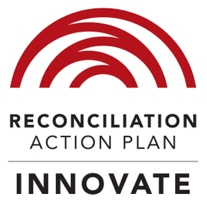 RECONCILIATION
ACTION PLAN
INNOVATE